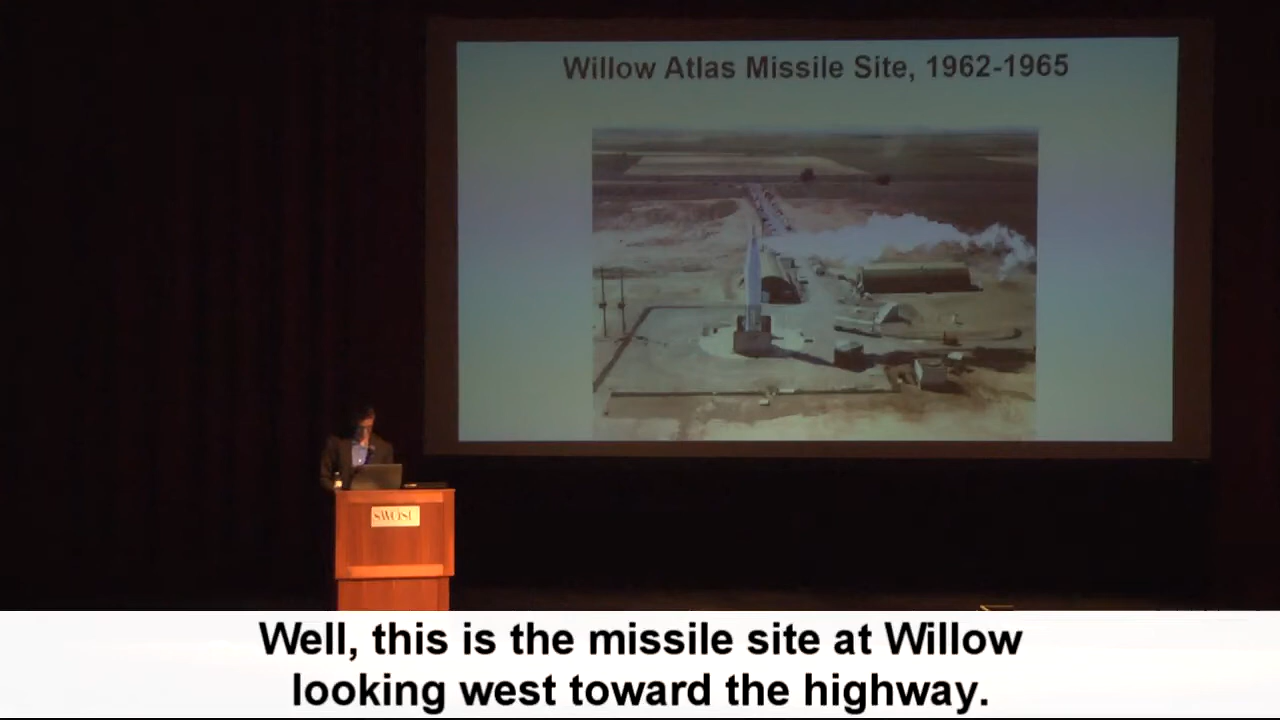 Willow Atlas Missile Site, 1962-1965
SWOSU
Well, this is the missile site at Willow
looking west toward the highway.